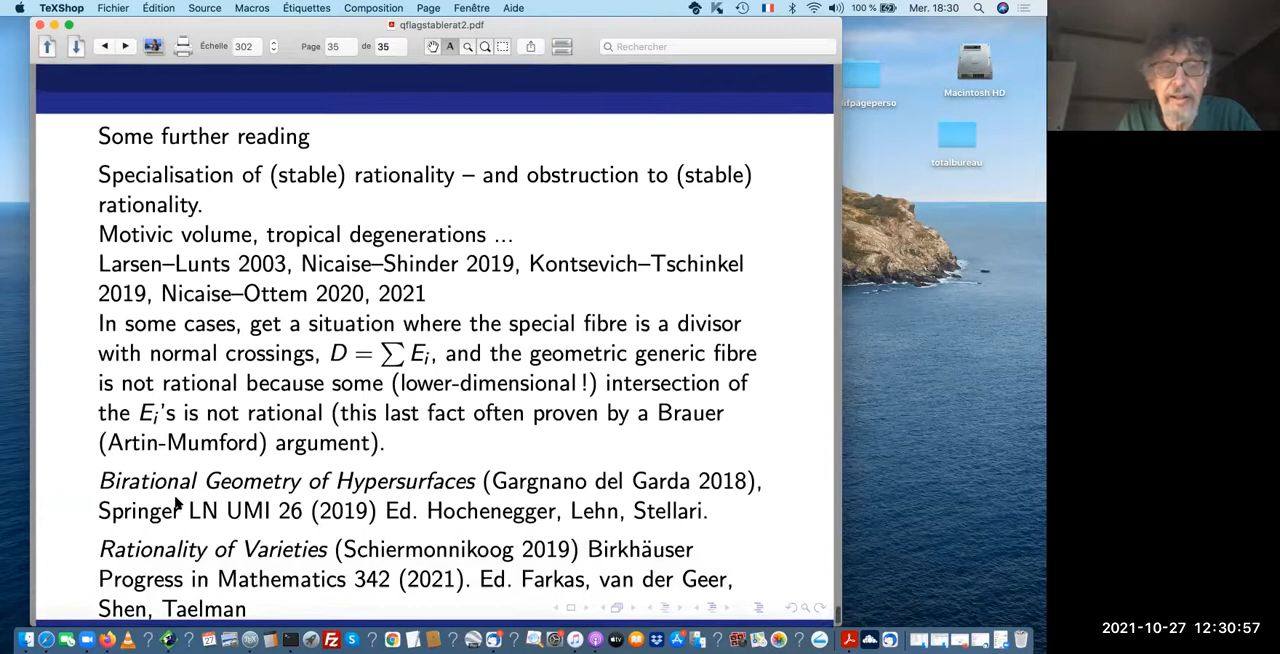 TeXShop Fichier Édition Source Macros Étiquettes Composition Page Fenêtre Aide 100 % Mer. 18:30
qflagstablerat2.pdf
Échelle 302 Page 35 de 35 Rechercher
Macintosh HD
totalbureau
Some further reading
Specialisation of (stable) rationality – and obstruction to (stable)
rationality.
Motivic volume, tropical degenerations ...
Larsen–Lunts 2003, Nicaise–Shinder 2019, Kontsevich–Tschinkel
2019, Nicaise–Ottem 2020, 2021
In some cases, get a situation where the special fibre is a divisor
with normal crossings, D = ∑ Eᵢ, and the geometric generic fibre
is not rational because some (lower-dimensional !) intersection of
the Eᵢ's is not rational (this last fact often proven by a Brauer
(Artin-Mumford) argument).
Birational Geometry of Hypersurfaces (Gargnano del Garda 2018),
Springer LN UMI 26 (2019) Ed. Hochenegger, Lehn, Stellari.
Rationality of Varieties (Schiermonnikoog 2019) Birkhäuser
Progress in Mathematics 342 (2021). Ed. Farkas, van der Geer,
Shen, Taelman
2021-10-27 12:30:57